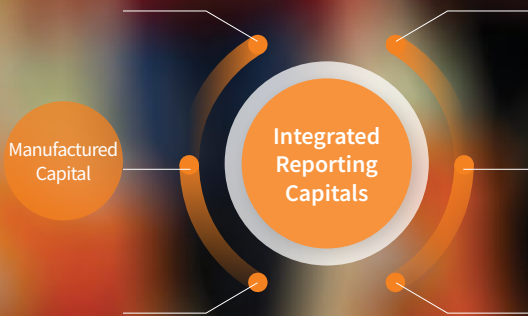 Manufactured
Capital
Integrated
Reporting
Capitals